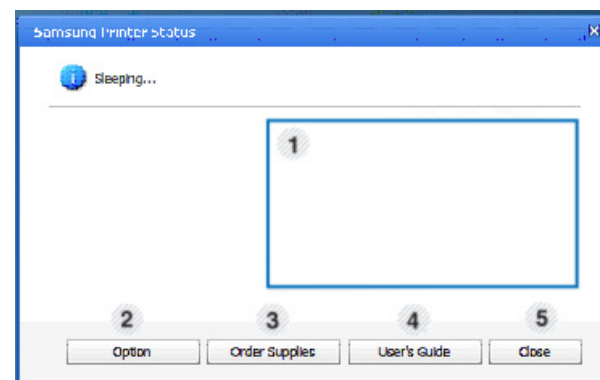 Samsung Printer Status
Sleeping...
1
2 3 4 5
Option Order Supplies User's Guide Close